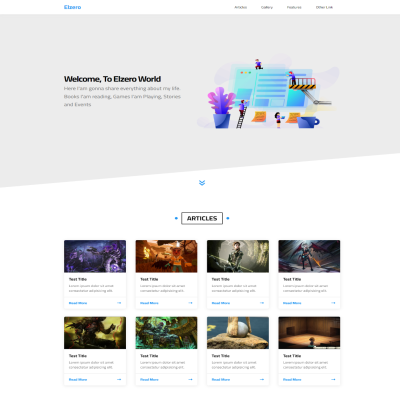 Elzero
Articles Gallery Features Other Link
Welcome, To Elzero World
Here I'am gonna share everything about my life.
Books I'am reading, Games I'am Playing, Stories
and Events
ARTICLES
Test Title
Lorem ipsum dolor sit amet
consectetur adipisicing elit.
Read More
Test Title
Lorem ipsum dolor sit amet
consectetur adipisicing elit.
Read More
Test Title
Lorem ipsum dolor sit amet
consectetur adipisicing elit.
Read More
Test Title
Lorem ipsum dolor sit amet
consectetur adipisicing elit.
Read More
Test Title
Lorem ipsum dolor sit amet
consectetur adipisicing elit.
Read More
Test Title
Lorem ipsum dolor sit amet
consectetur adipisicing elit.
Read More
Test Title
Lorem ipsum dolor sit amet
consectetur adipisicing elit.
Read More
Test Title
Lorem ipsum dolor sit amet
consectetur adipisicing elit.
Read More